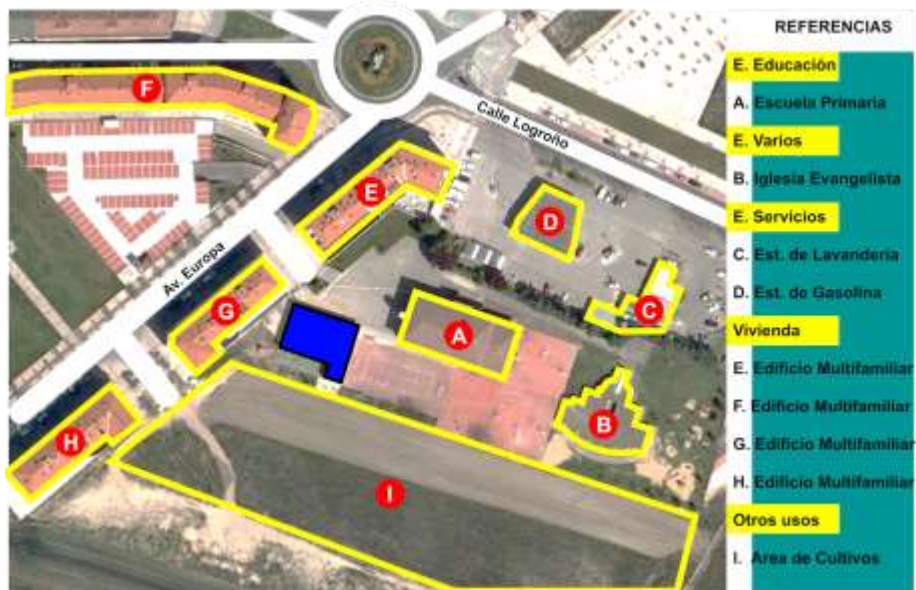 REFERENCIAS
E. Educación
A. Escuela Primaria
E. Varios
B. Iglesia Evangelista
E. Servicios
C. Est. de Lavandería
D. Est. de Gasolina
Vivienda
E. Edificio Multifamiliar
F. Edificio Multifamiliar
G. Edificio Multifamiliar
H. Edificio Multifamiliar
Otros usos
I. Area de Cultivos
F
Calle Logroño
E
D
Av. Europa
C
G
A
B
H
I